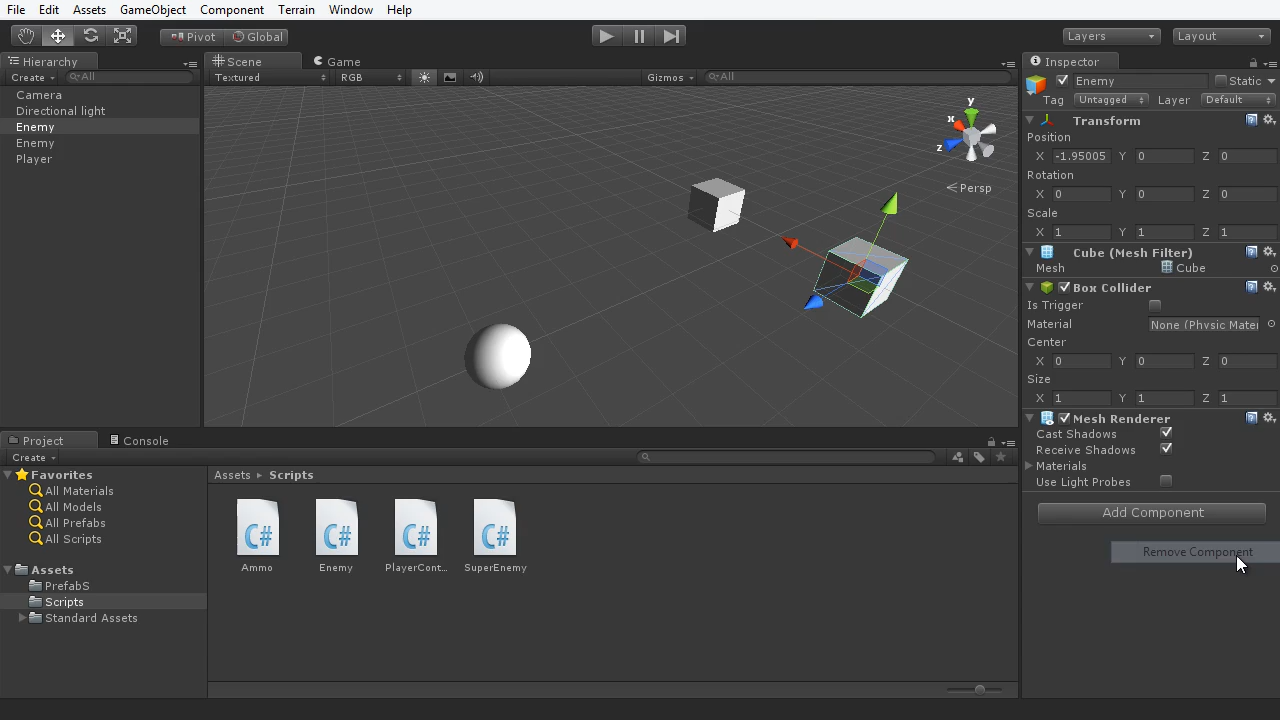 File Edit Assets GameObject Component Terrain Window Help
Pivot Global Layers Layout
Hierarchy Scene Game Inspector
Create All Textured RGB Gizmos All
Enemy Static
Tag Untagged Layer Default
Camera
Directional light
Enemy
Enemy
Player
y
x
z
Persp
Transform
Position
X -1.95005 Y 0 Z 0
Rotation
X 0 Y 0 Z 0
Scale
X 1 Y 1 Z 1
Cube (Mesh Filter)
Mesh Cube
Box Collider
Is Trigger
Material None (Physic Mater
Center
X 0 Y 0 Z 0
Size
X 1 Y 1 Z 1
Mesh Renderer
Cast Shadows
Receive Shadows
Materials
Use Light Probes
Add Component
Remove Component
Project Console
Create
Favorites
All Materials
All Models
All Prefabs
All Scripts
Assets
PrefabS
Scripts
Standard Assets
Assets Scripts
C# C# C# C#
Ammo Enemy PlayerCont... SuperEnemy